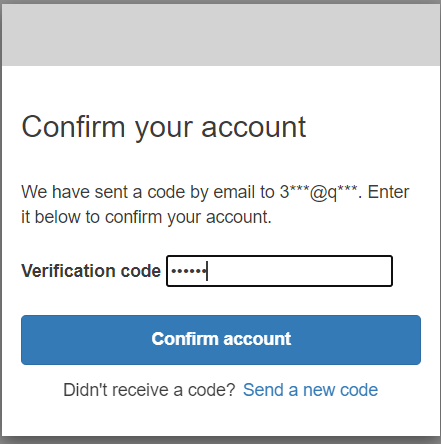 Confirm your account
We have sent a code by email to 3***@q***. Enter
it below to confirm your account.
Verification code ••••••
Confirm account
Didn't receive a code? Send a new code